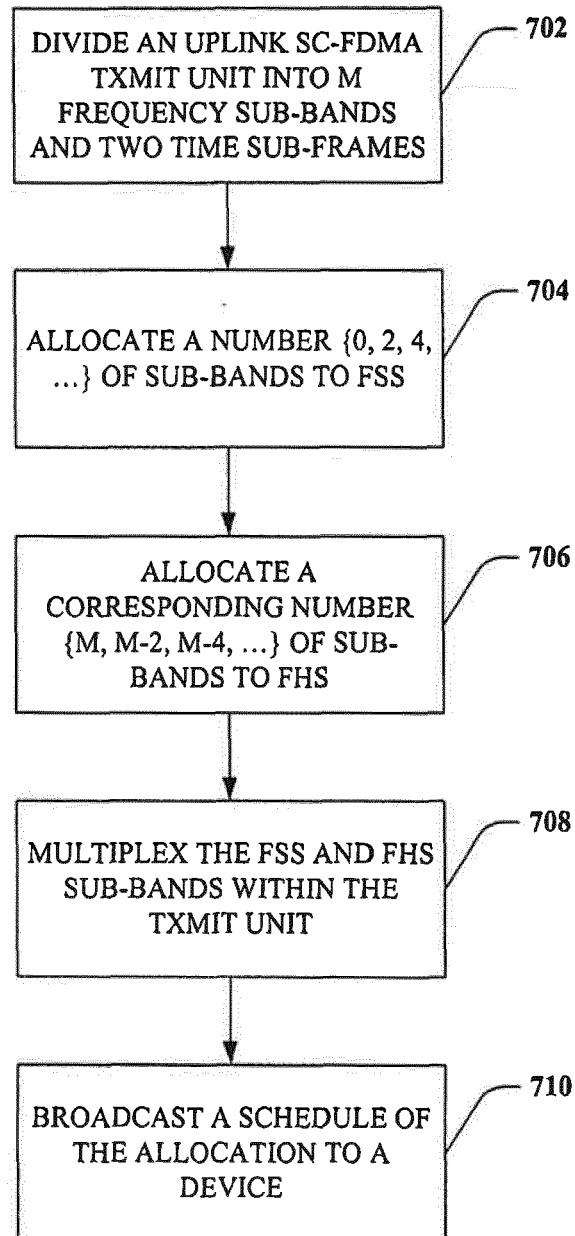 DIVIDE AN UPLINK SC-FDMA
TXMIT UNIT INTO M
FREQUENCY SUB-BANDS
AND TWO TIME SUB-FRAMES
702
ALLOCATE A NUMBER {0, 2, 4,
...} OF SUB-BANDS TO FSS
704
ALLOCATE A
CORRESPONDING NUMBER
{M, M-2, M-4, ...} OF SUB-
BANDS TO FHS
706
MULTIPLEX THE FSS AND FHS
SUB-BANDS WITHIN THE
TXMIT UNIT
708
BROADCAST A SCHEDULE OF
THE ALLOCATION TO A
DEVICE
710